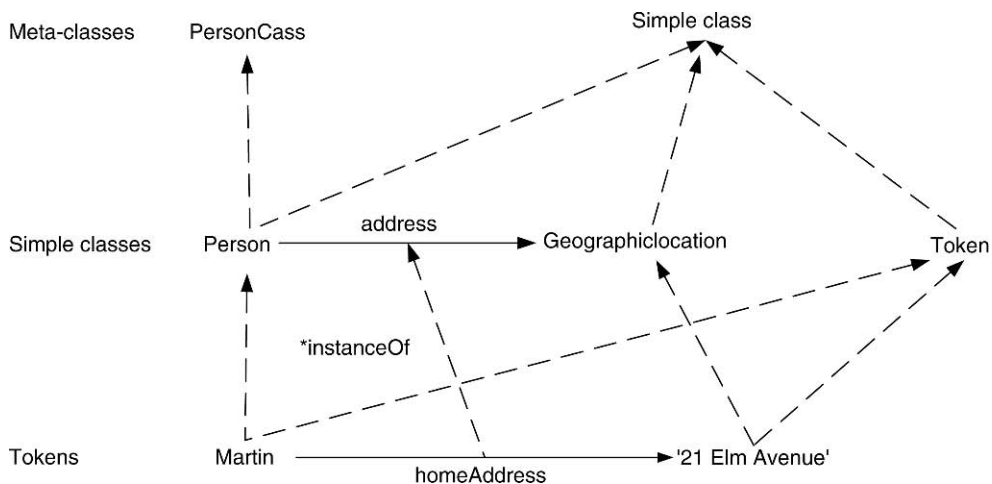 Meta-classes PersonCass Simple class
address
Simple classes Person Geographiclocation Token
*instanceOf
Tokens Martin '21 Elm Avenue'
homeAddress